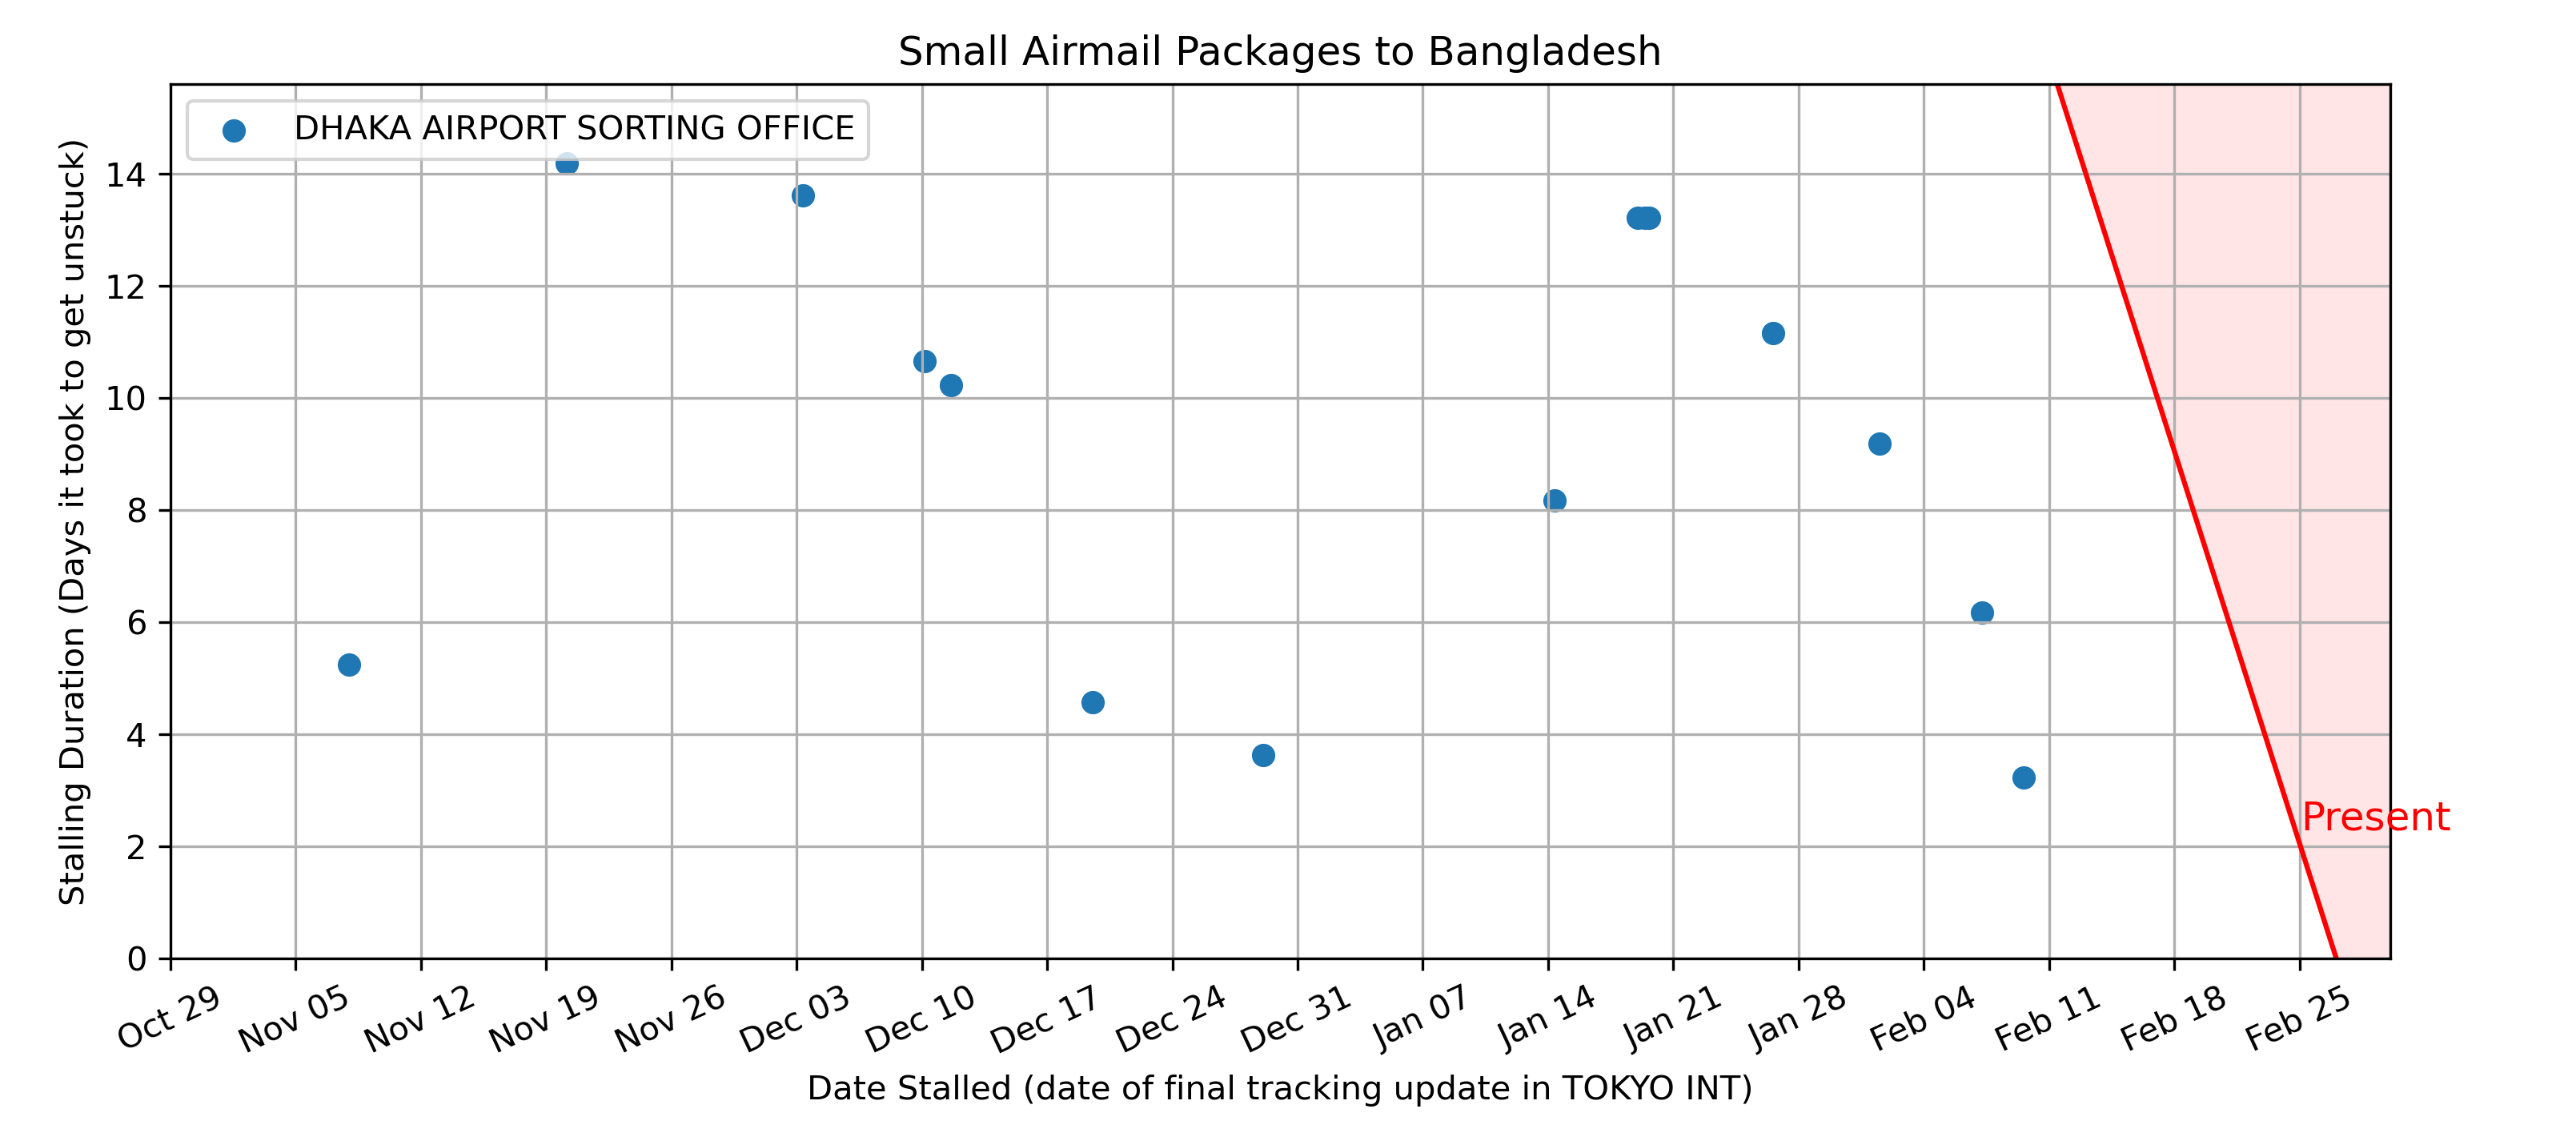 Small Airmail Packages to Bangladesh
DHAKA AIRPORT SORTING OFFICE
Stalling Duration (Days it took to get unstuck)
14
12
10
8
6
4
2
0
Present
Oct 29
Nov 05
Nov 12
Nov 19
Nov 26
Dec 03
Dec 10
Dec 17
Dec 24
Dec 31
Jan 07
Jan 14
Jan 21
Jan 28
Feb 04
Feb 11
Feb 18
Feb 25
Date Stalled (date of final tracking update in TOKYO INT)